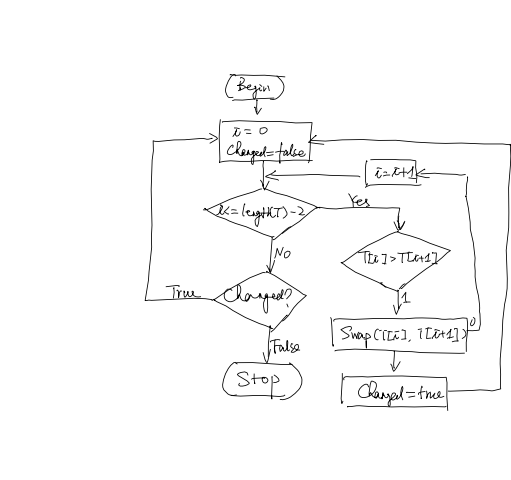 Begin
i = 0
Changed=false
i=i+1
i<=length(T)-2
Yes
No
T[i]>T[i+1]
True
Changed?
1
Swap(T[i], T[i+1])
0
False
Stop
Changed=true